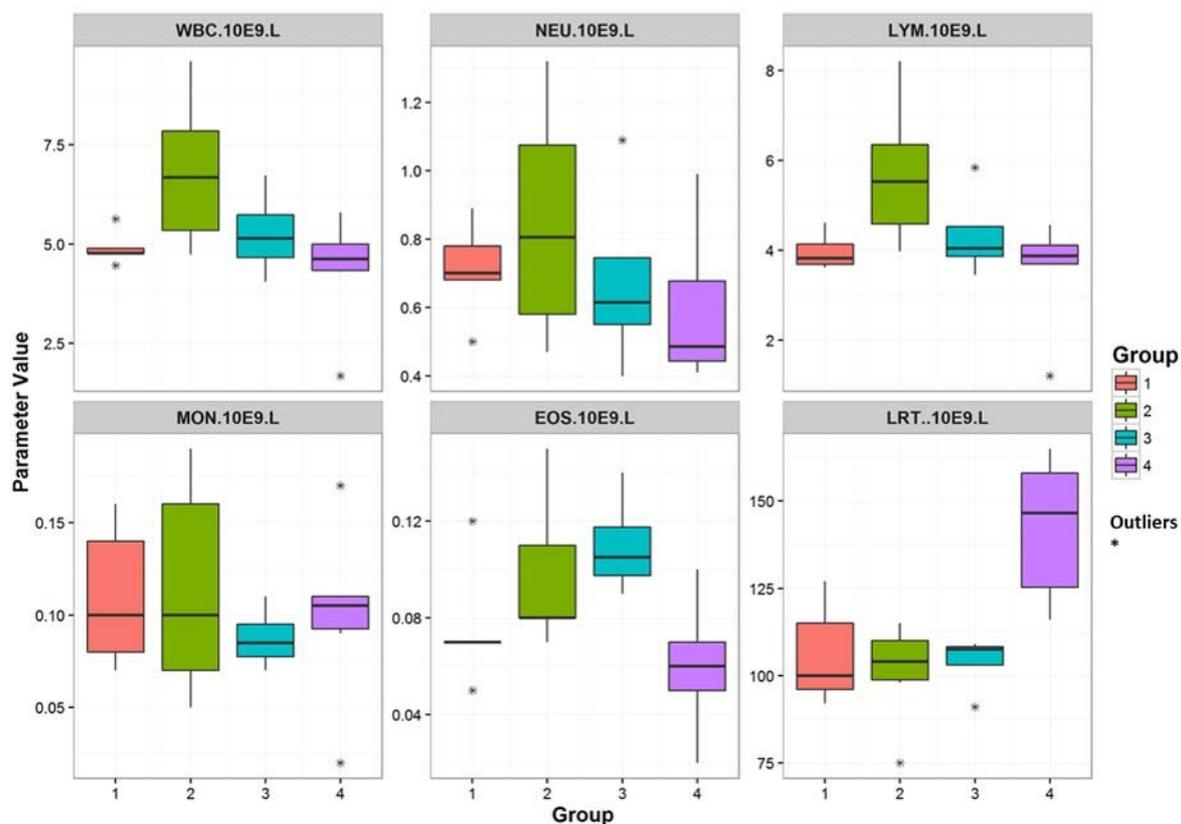 WBC.10E9.L
NEU.10E9.L
LYM.10E9.L
7.5
5.0
2.5
1.2
1.0
0.8
0.6
0.4
8
6
4
2
Parameter Value
MON.10E9.L
EOS.10E9.L
LRT..10E9.L
0.15
0.10
0.05
0.12
0.08
0.04
150
125
100
75
1 2 3 4
1 2 3 4
1 2 3 4
Group
Group
1
2
3
4
Outliers
*